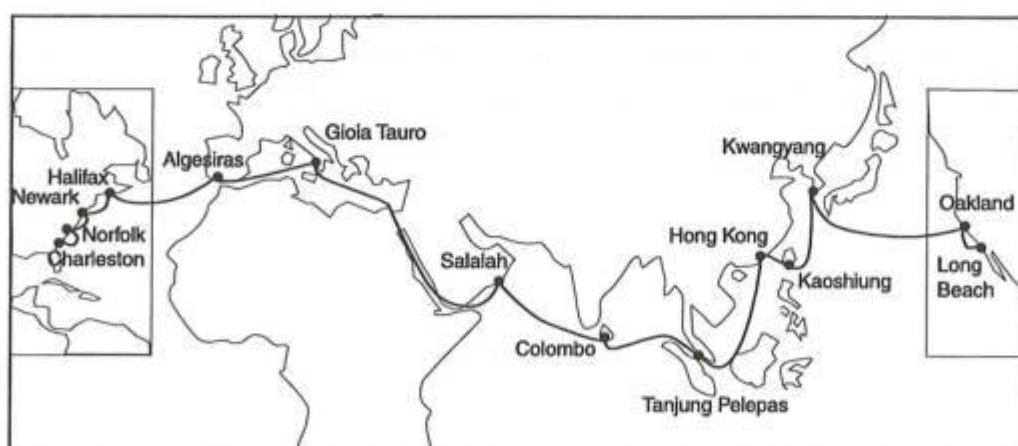 Gioia Tauro
Kwangyang
Algesiras
Halifax
Newark
Oakland
Norfolk
Hong Kong
Charleston
Salalah
Kaoshiung
Long
Beach
Colombo
Tanjung Pelepas